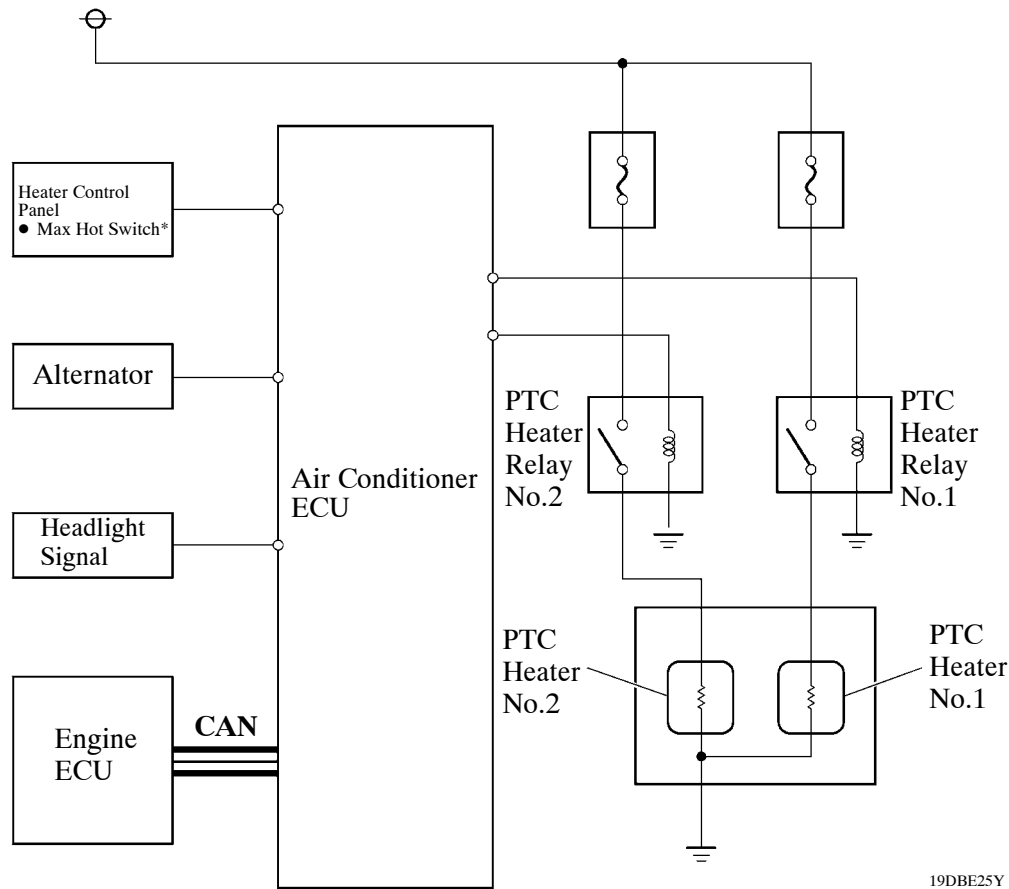 Heater Control
Panel
● Max Hot Switch*
Alternator
Headlight
Signal
Engine
ECU
CAN
Air Conditioner
ECU
PTC
Heater
Relay
No.2
PTC
Heater
Relay
No.1
PTC
Heater
No.2
PTC
Heater
No.1
19DBE25Y